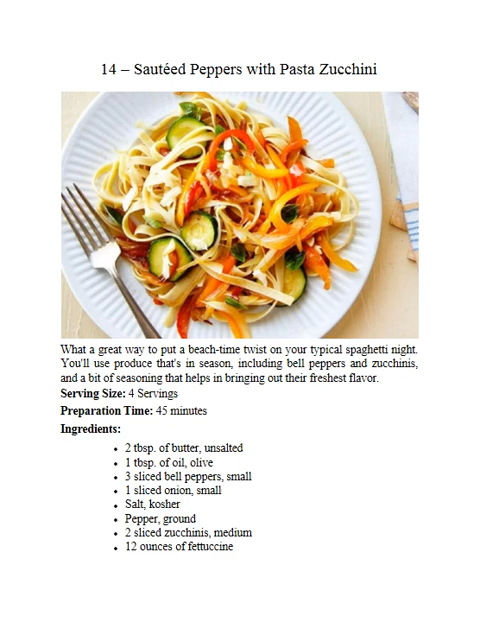 14 – Sautéed Peppers with Pasta Zucchini
What a great way to put a beach-time twist on your typical spaghetti night.
You'll use produce that's in season, including bell peppers and zucchinis,
and a bit of seasoning that helps in bringing out their freshest flavor.
Serving Size: 4 Servings
Preparation Time: 45 minutes
Ingredients:
• 2 tbsp. of butter, unsalted
• 1 tbsp. of oil, olive
• 3 sliced bell peppers, small
• 1 sliced onion, small
• Salt, kosher
• Pepper, ground
• 2 sliced zucchinis, medium
• 12 ounces of fettuccine